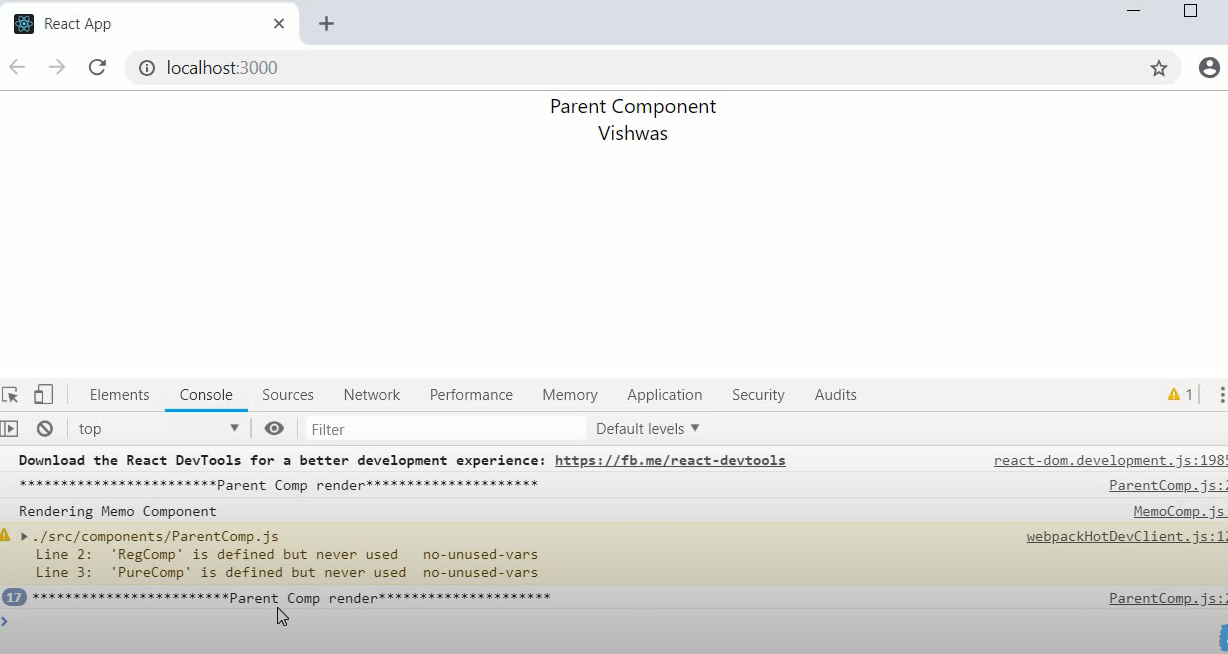 React App
localhost:3000
Parent Component
Vishwas
Elements Console Sources Network Performance Memory Application Security Audits 1
top Filter Default levels
Download the React DevTools for a better development experience: https://fb.me/react-devtools react-dom.development.js:1985
*************************Parent Comp render********************** ParentComp.js:2
Rendering Memo Component MemoComp.js
./src/components/ParentComp.js webpackHotDevClient.js:12
Line 2: 'RegComp' is defined but never used no-unused-vars
Line 3: 'PureComp' is defined but never used no-unused-vars
17 *************************Parent Comp render********************** ParentComp.js:2